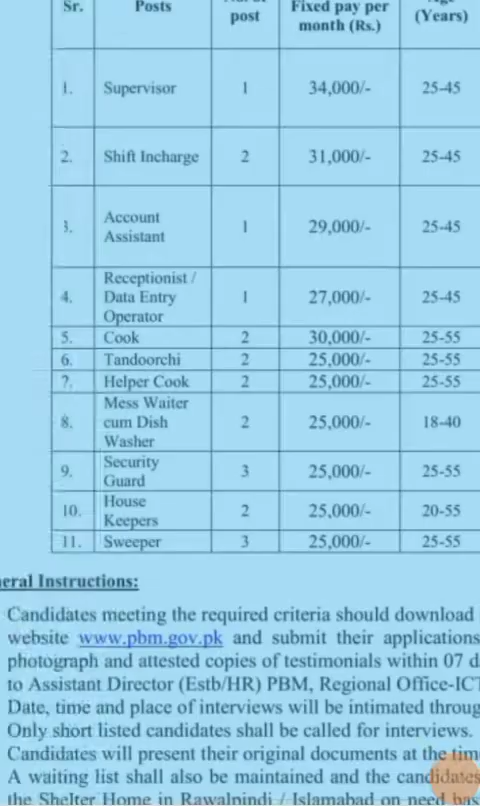 Sr. Posts post Fixed pay per month (Rs.) (Years)
1. Supervisor 1 34,000/- 25-45
2. Shift Incharge 2 31,000/- 25-45
3. Account Assistant 1 29,000/- 25-45
4. Receptionist / Data Entry Operator 1 27,000/- 25-45
5. Cook 2 30,000/- 25-55
6. Tandoorchi 2 25,000/- 25-55
7. Helper Cook 2 25,000/- 25-55
8. Mess Waiter cum Dish Washer 2 25,000/- 18-40
9. Security Guard 3 25,000/- 25-55
10. House Keepers 2 25,000/- 20-55
11. Sweeper 3 25,000/- 25-55
neral Instructions:
Candidates meeting the required criteria should download
website www.pbm.gov.pk and submit their applications
photograph and attested copies of testimonials within 07 d
to Assistant Director (Estb/HR) PBM, Regional Office-ICT
Date, time and place of interviews will be intimated throug
Only short listed candidates shall be called for interviews.
Candidates will present their original documents at the time
A waiting list shall also be maintained and the candidates
the Shelter Home in Rawalpindi / Islamabad on need bas